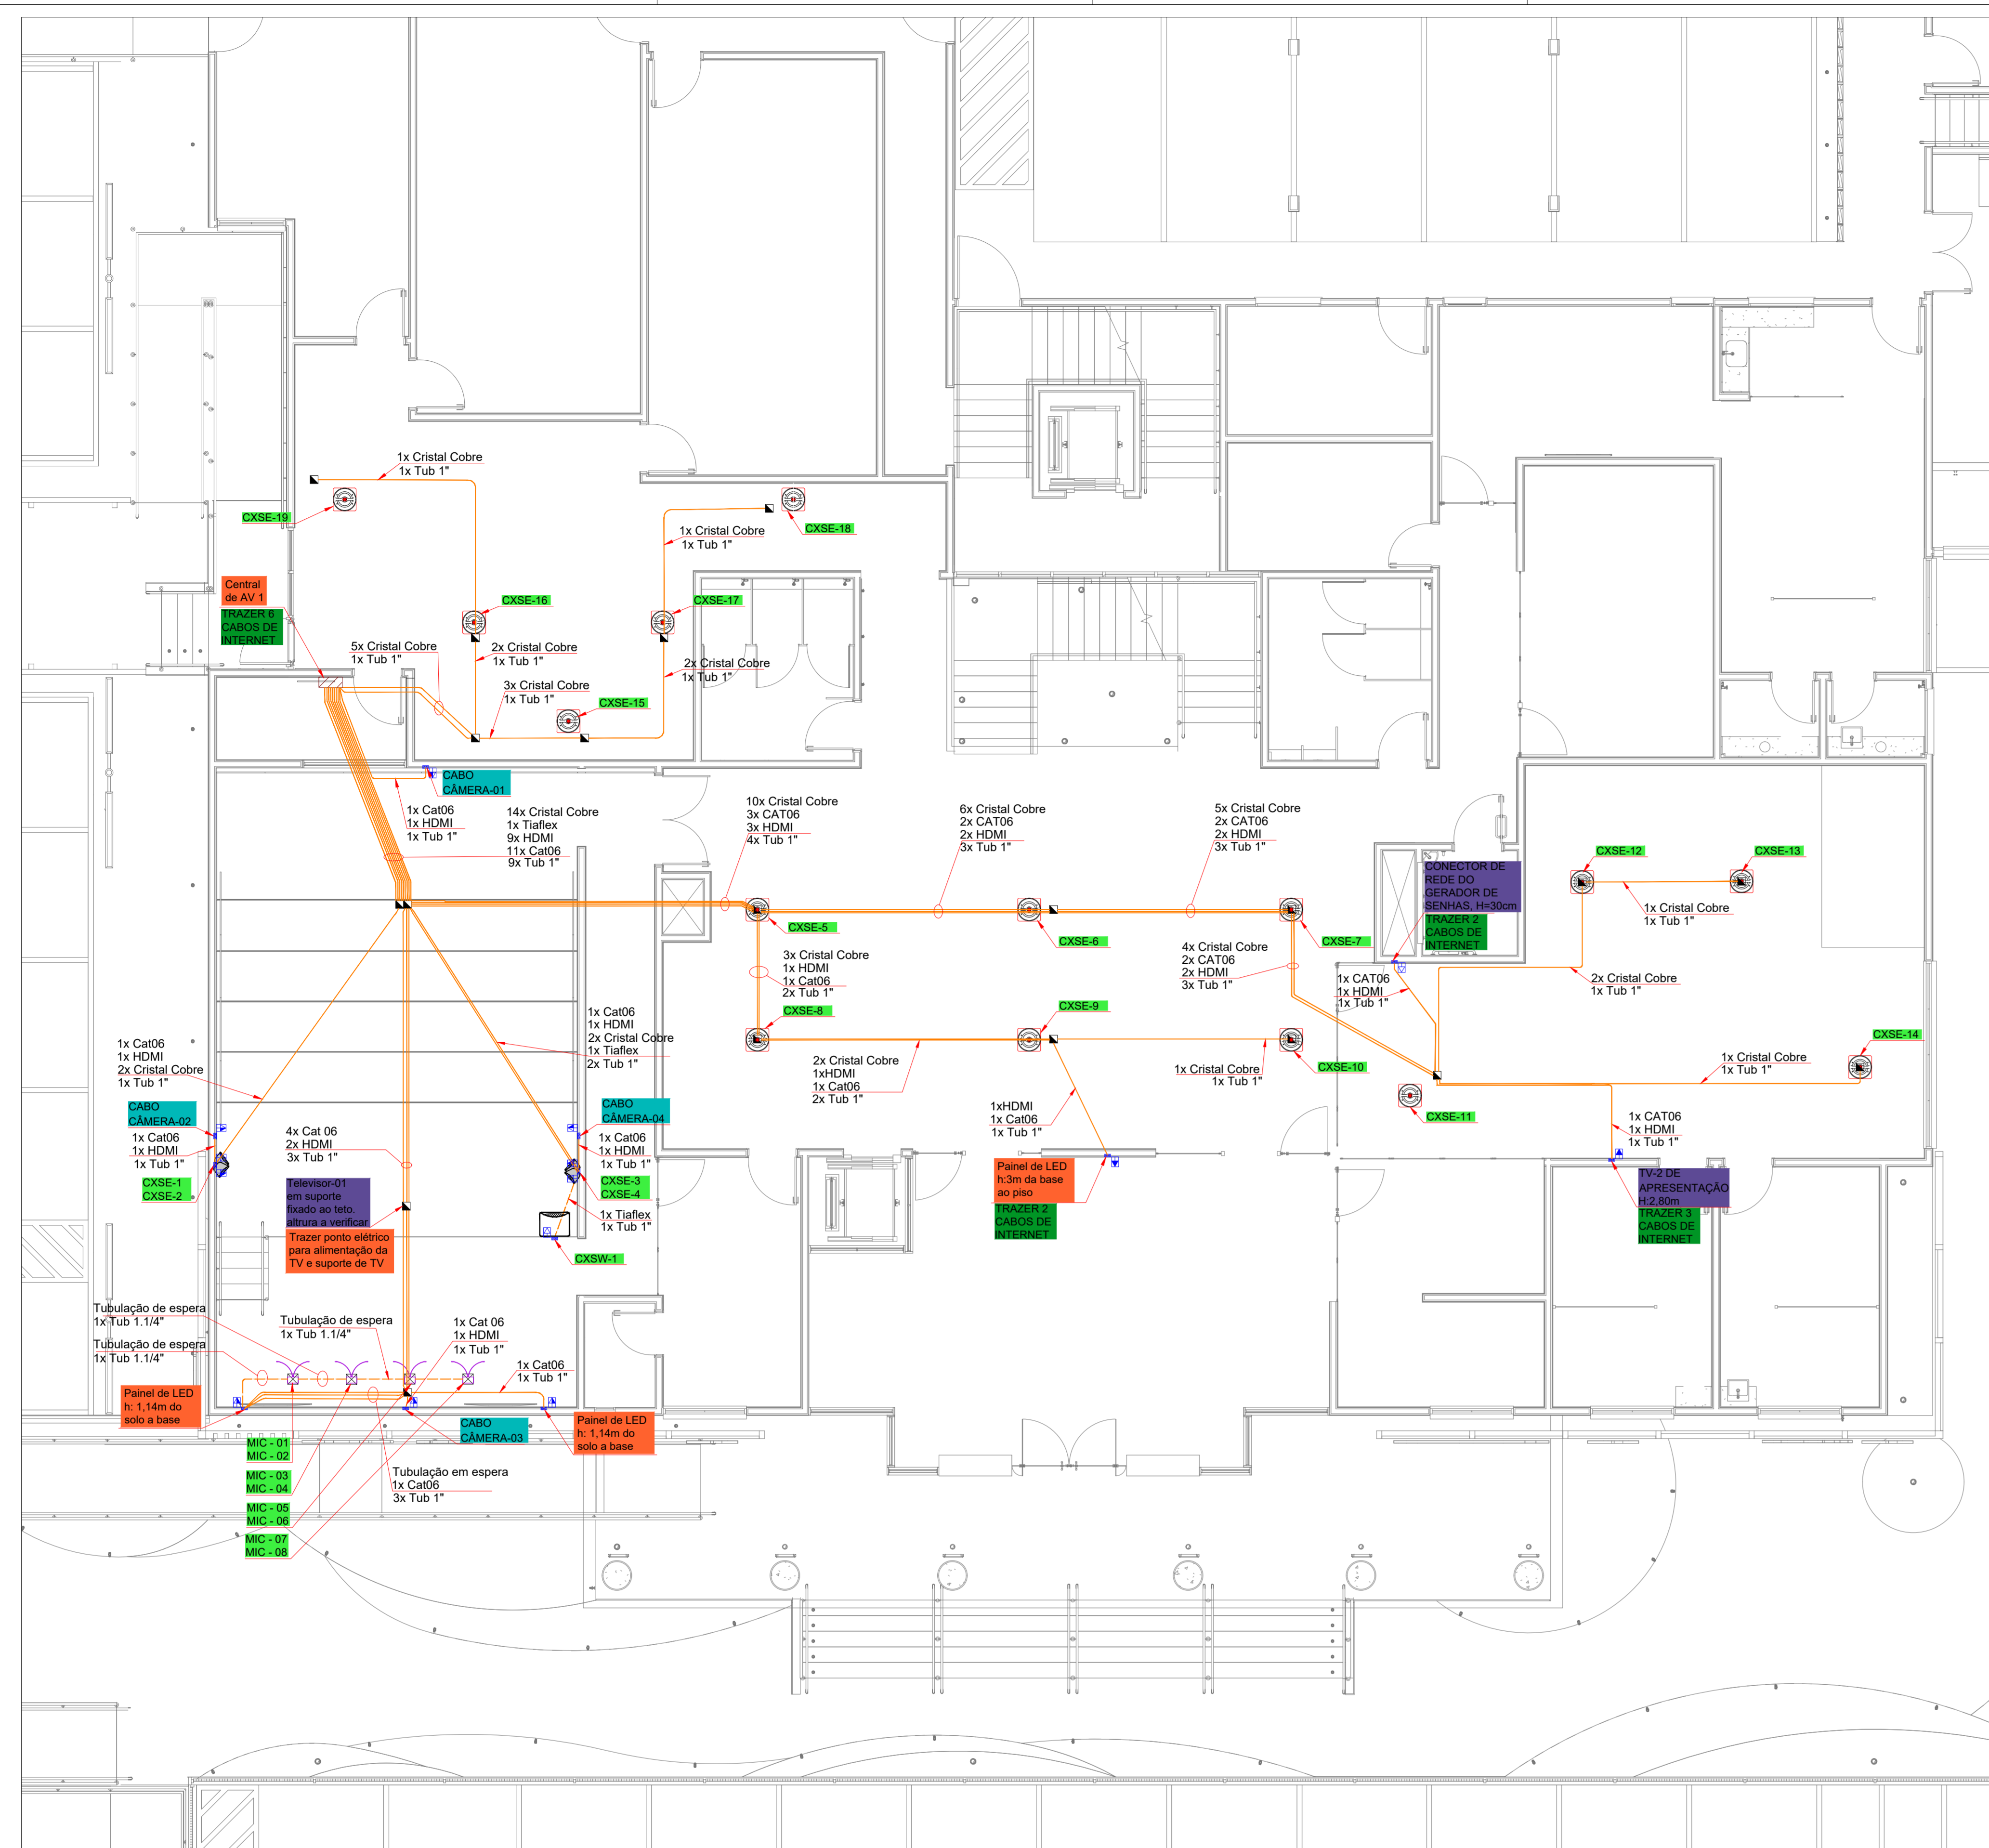 1x Cristal Cobre
1x Tub 1"
CXSE-19
CXSE-18
1x Cristal Cobre
1x Tub 1"
Central
de AV 1
TRAZER 6
CABOS DE
INTERNET
CXSE-16
CXSE-17
5x Cristal Cobre
1x Tub 1"
2x Cristal Cobre
1x Tub 1"
2x Cristal Cobre
1x Tub 1"
3x Cristal Cobre
1x Tub 1"
CXSE-15
CABO
CÂMERA-01
1x Cat06
1x HDMI
1x Tub 1"
14x Cristal Cobre
1x Tiaflex
9x HDMI
11x Cat06
9x Tub 1"
10x Cristal Cobre
3x CAT06
3x HDMI
4x Tub 1"
6x Cristal Cobre
2x CAT06
2x HDMI
3x Tub 1"
5x Cristal Cobre
2x CAT06
2x HDMI
3x Tub 1"
CONECTOR DE
REDE DO
GERADOR DE
SENHAS, H=30cm
TRAZER 2
CABOS DE
INTERNET
CXSE-12
CXSE-13
1x Cristal Cobre
1x Tub 1"
CXSE-5
CXSE-6
CXSE-7
3x Cristal Cobre
1x HDMI
1x Cat06
2x Tub 1"
4x Cristal Cobre
2x CAT06
2x HDMI
3x Tub 1"
1x CAT06
1x HDMI
1x Tub 1"
2x Cristal Cobre
1x Tub 1"
CXSE-8
CXSE-9
1x Cat06
1x HDMI
2x Cristal Cobre
1x Tiaflex
2x Tub 1"
1x Cat06
1x HDMI
2x Cristal Cobre
1x Tub 1"
2x Cristal Cobre
1xHDMI
1x Cat06
2x Tub 1"
1x Cristal Cobre
1x Tub 1"
CXSE-10
CXSE-14
1x Cristal Cobre
1x Tub 1"
CXSE-11
CABO
CÂMERA-02
CABO
CÂMERA-04
1xHDMI
1x Cat06
1x Tub 1"
1x CAT06
1x HDMI
1x Tub 1"
1x Cat06
1x HDMI
1x Tub 1"
4x Cat 06
2x HDMI
3x Tub 1"
1x Cat06
1x HDMI
1x Tub 1"
CXSE-1
CXSE-2
Televisor-01
em suporte
fixado ao teto.
altrura a verificar
Trazer ponto elétrico
para alimentação da
TV e suporte de TV
CXSE-3
CXSE-4
1x Tiaflex
1x Tub 1"
CXSW-1
Painel de LED
h:3m da base
ao piso
TRAZER 2
CABOS DE
INTERNET
TV-2 DE
APRESENTAÇÃO
H:2,80m
TRAZER 3
CABOS DE
INTERNET
Tubulação de espera
1x Tub 1.1/4"
Tubulação de espera
1x Tub 1.1/4"
Tubulação de espera
1x Tub 1.1/4"
1x Cat 06
1x HDMI
1x Tub 1"
1x Cat06
1x Tub 1"
Painel de LED
h: 1,14m do
solo a base
CABO
CÂMERA-03
Painel de LED
h: 1,14m do
solo a base
MIC - 01
MIC - 02
MIC - 03
MIC - 04
MIC - 05
MIC - 06
MIC - 07
MIC - 08
Tubulação em espera
1x Cat06
3x Tub 1"